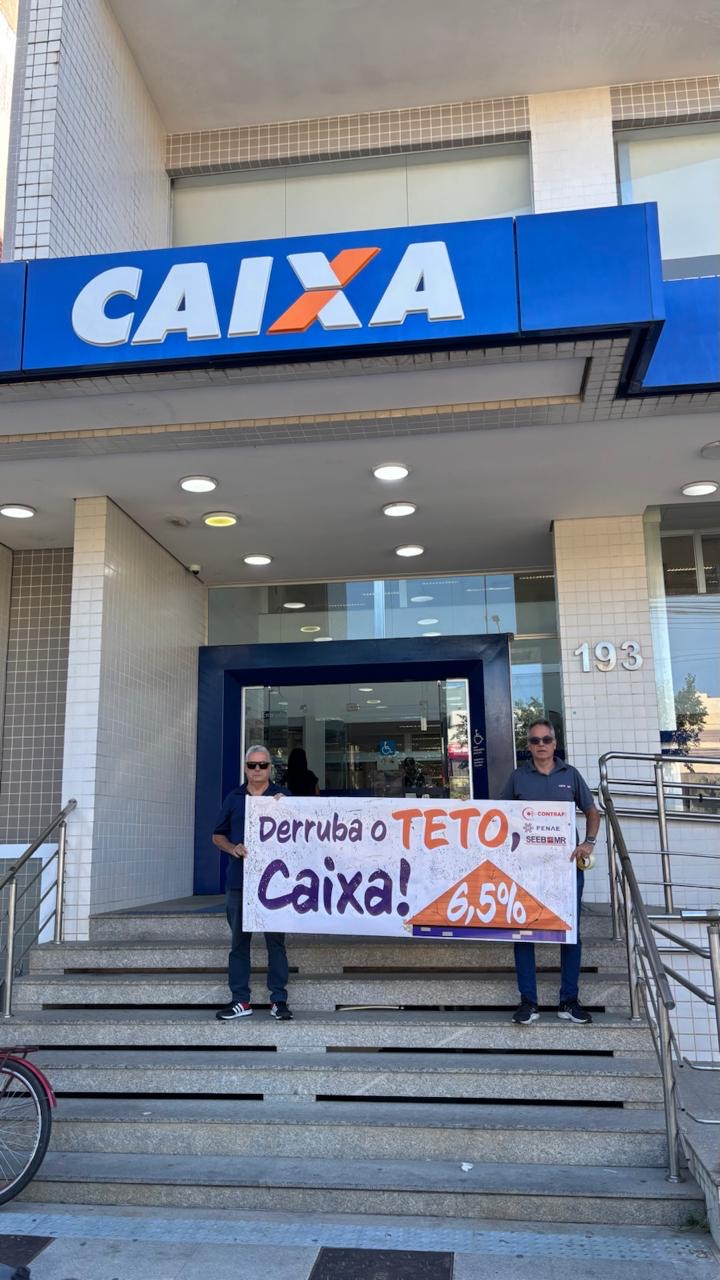 CAIXA
193
Derruba o TETO,
Caixa!
6,5%
CONTRAF
FENAE
SEEB MR